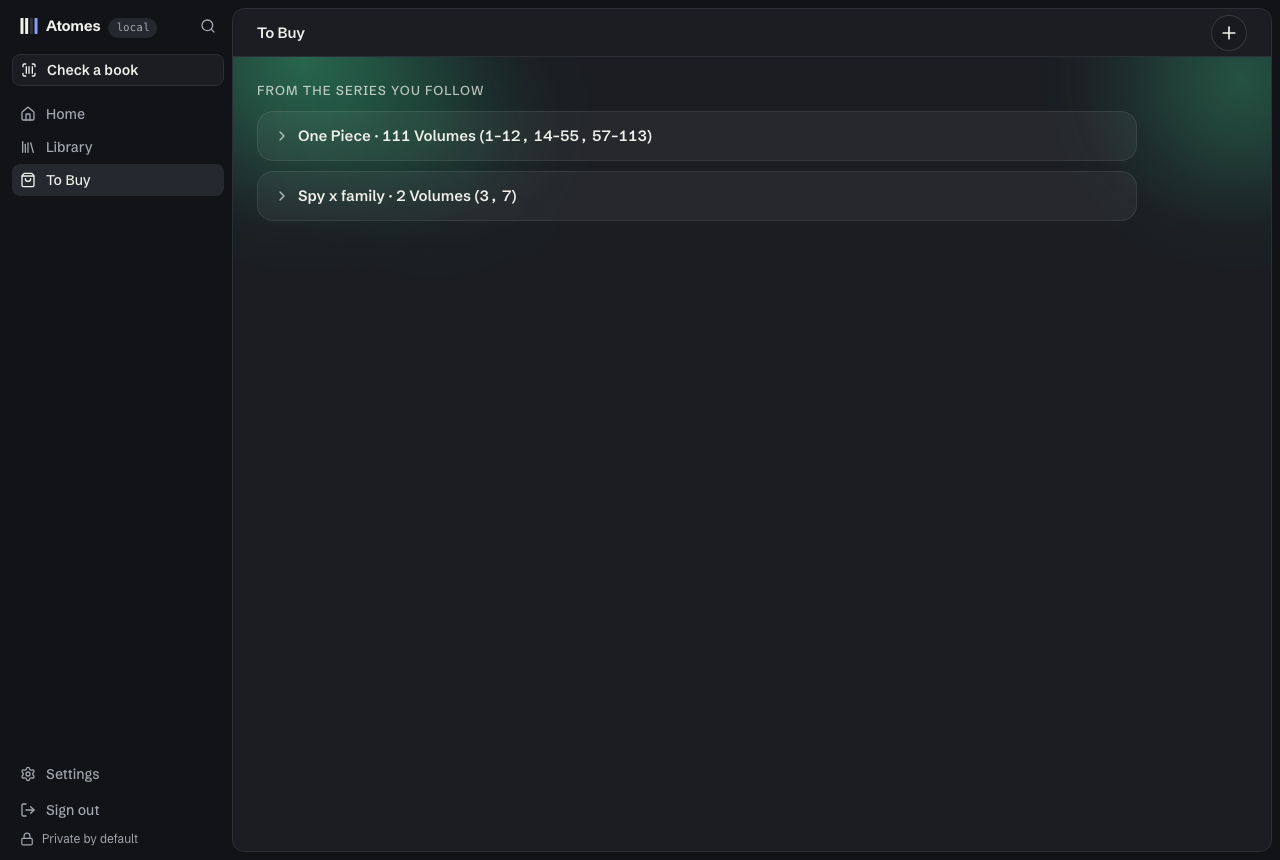 Atomes local
Check a book
Home
Library
To Buy
Settings
Sign out
Private by default
To Buy
FROM THE SERIES YOU FOLLOW
One Piece · 111 Volumes (1–12, 14–55, 57–113)
Spy x family · 2 Volumes (3, 7)